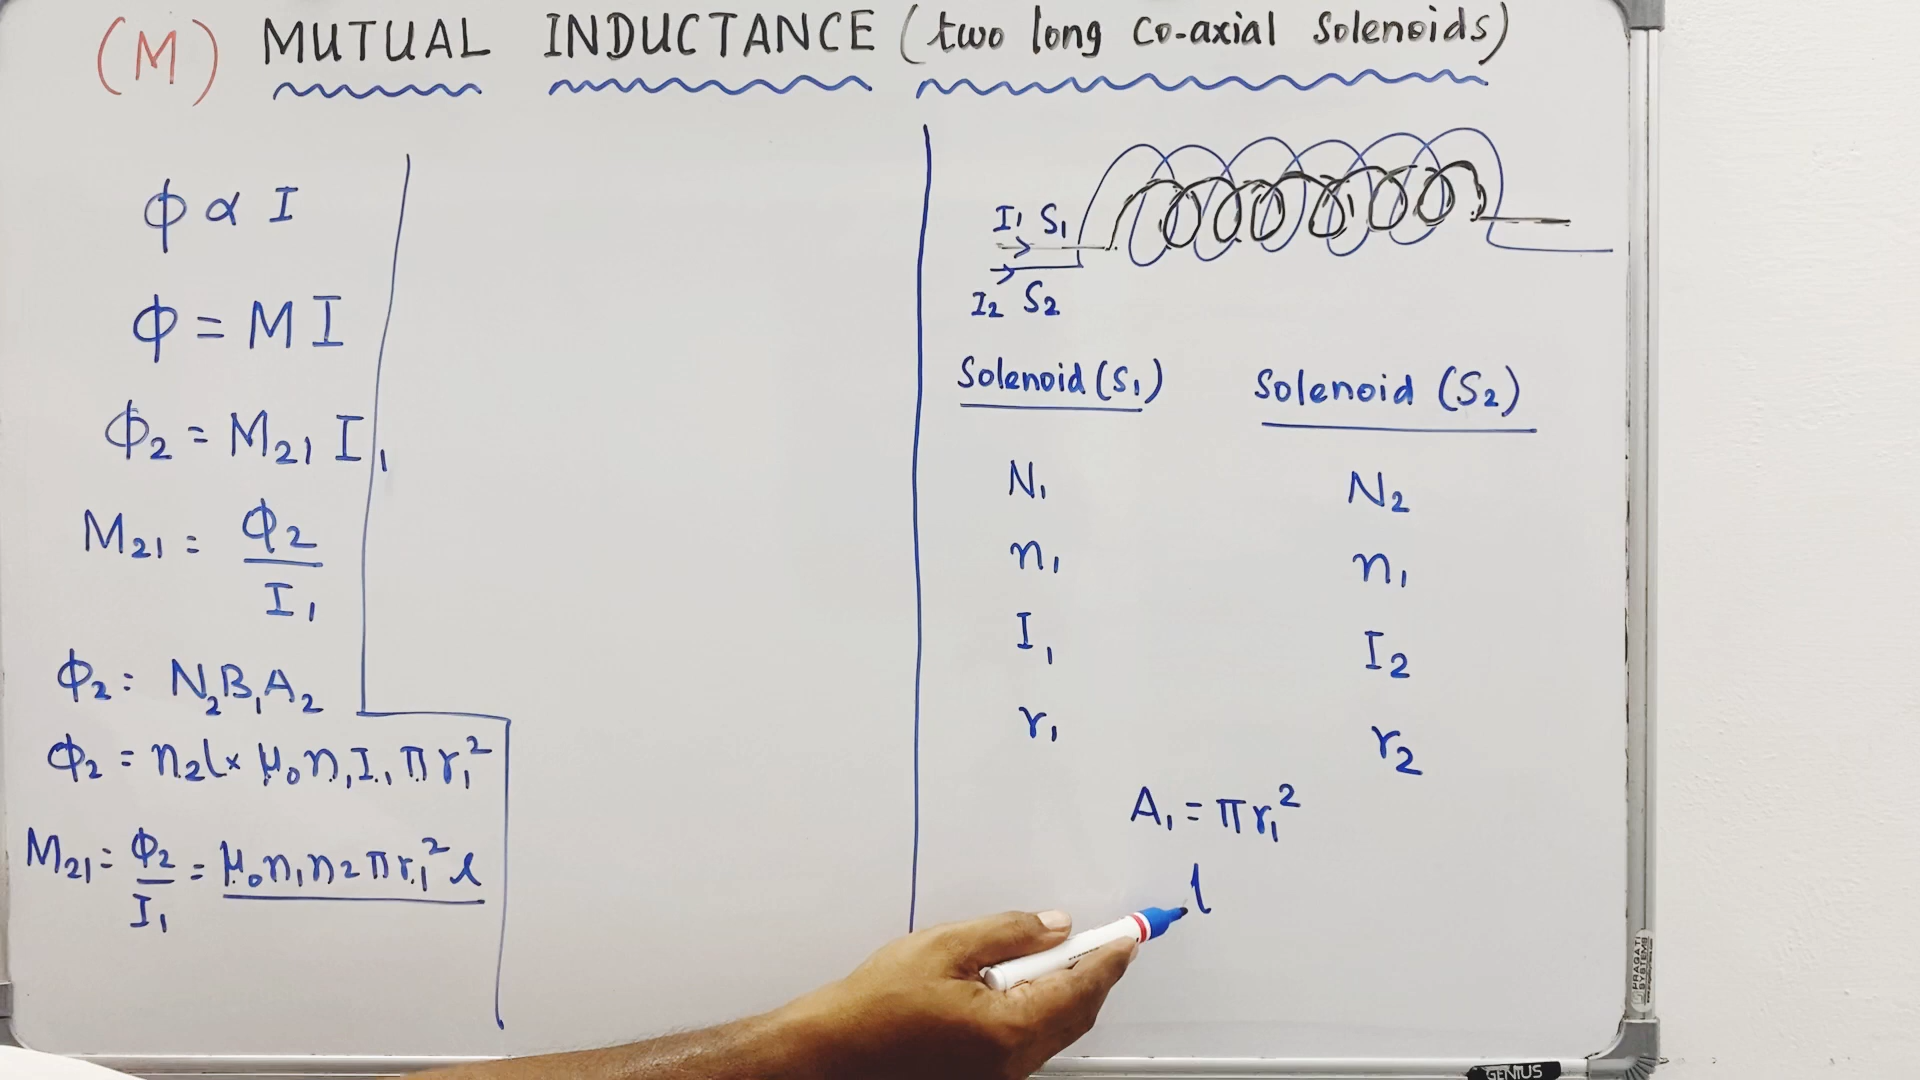 (M) MUTUAL INDUCTANCE (two long co-axial Solenoids)
ϕ ∝ I
ϕ = M I
ϕ2 = M21 I1
M21 = ϕ2 / I1
ϕ2 = N2B1A2
ϕ2 = n2l × μ0n1I1 πr1²
M21 = ϕ2 / I1 = μ0n1n2πr1²l
I1 S1
I2 S2
Solenoid (S1) Solenoid (S2)
N1 N2
n1 n1
I1 I2
r1 r2
A1 = πr1²
l
PRAGATI
SYSTEMS
GENIUS